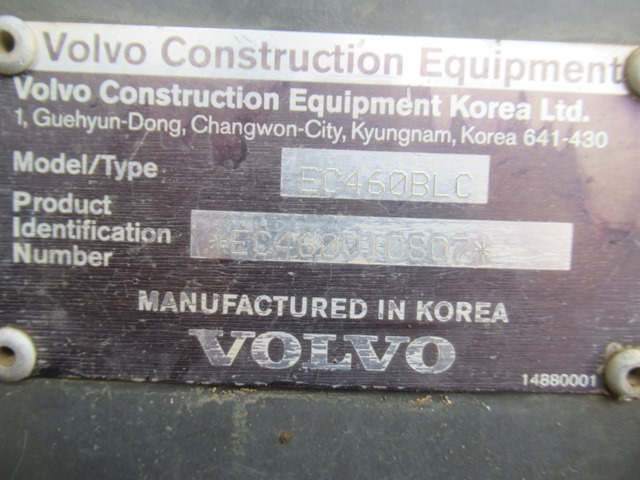 Volvo Construction Equipment
Volvo Construction Equipment Korea Ltd.
1, Guehyun-Dong, Changwon-City, Kyungnam, Korea 641-430
Model/Type EC460BLC
Product
Identification *EC460V10807*
Number
MANUFACTURED IN KOREA
VOLVO
14880001